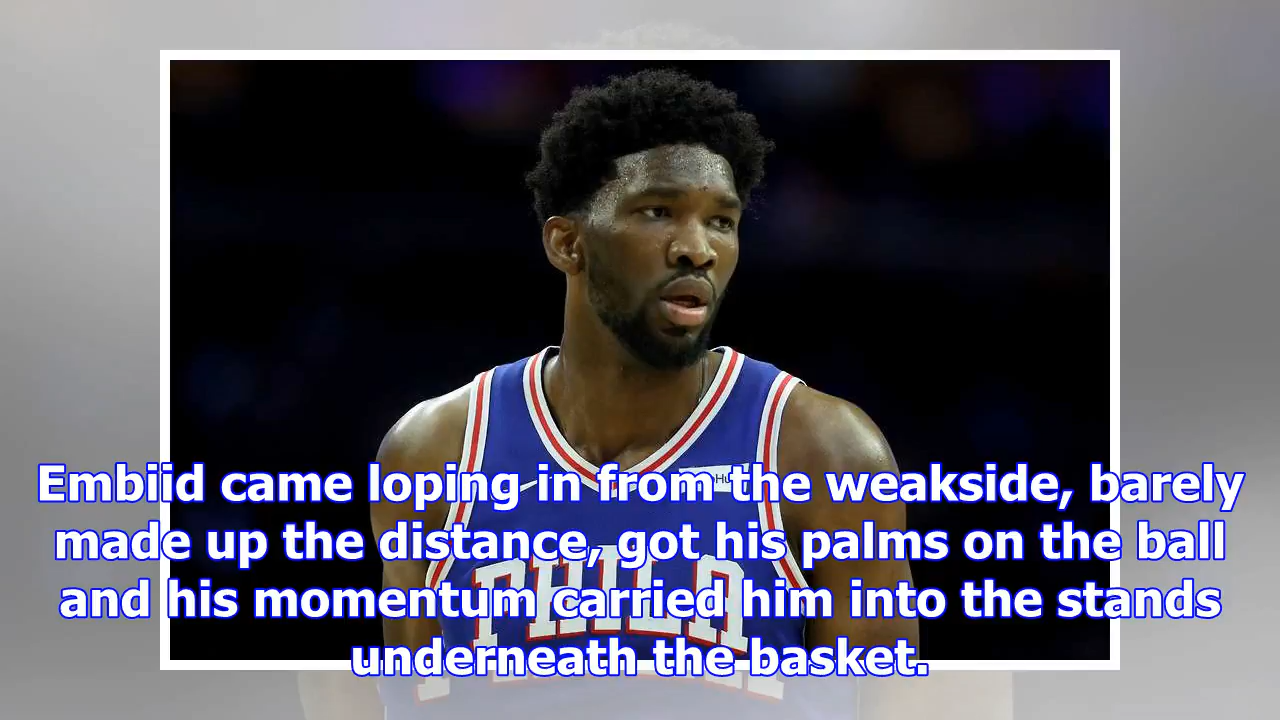 Embiid came loping in from the weakside, barely
made up the distance, got his palms on the ball
and his momentum carried him into the stands
underneath the basket.
PHILA